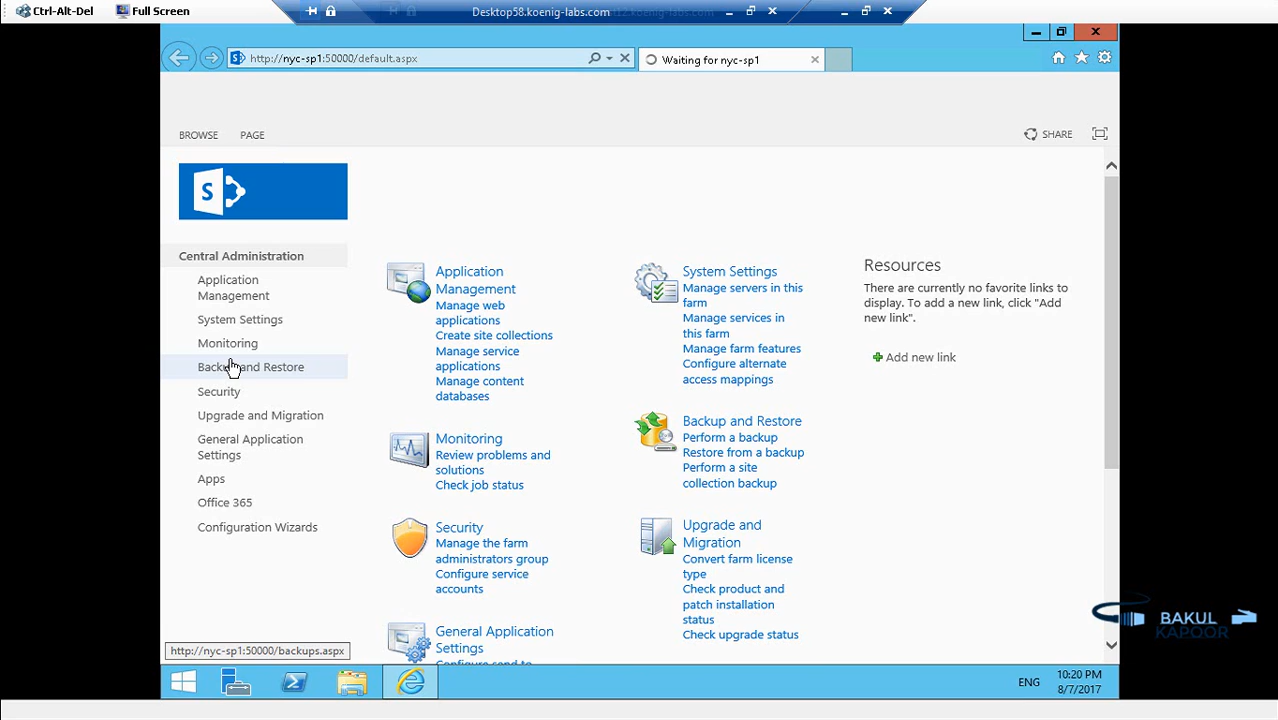 Ctrl-Alt-Del
Full Screen
Desktop58.koenig-labs.com
http://nyc-sp1:50000/default.aspx
Waiting for nyc-sp1
BROWSE
PAGE
SHARE
S
Central Administration
Application
Management
System Settings
Monitoring
Backup and Restore
Security
Upgrade and Migration
General Application
Settings
Apps
Office 365
Configuration Wizards
Application
Management
Manage web
applications
Create site collections
Manage service
applications
Manage content
databases
Monitoring
Review problems and
solutions
Check job status
Security
Manage the farm
administrators group
Configure service
accounts
General Application
Settings
Configure send to
System Settings
Manage servers in this
farm
Manage services in
this farm
Manage farm features
Configure alternate
access mappings
Backup and Restore
Perform a backup
Restore from a backup
Perform a site
collection backup
Upgrade and
Migration
Convert farm license
type
Check product and
patch installation
status
Check upgrade status
Resources
There are currently no favorite links to
display. To add a new link, click "Add
new link".
Add new link
BAKUL
KAPOOR
http://nyc-sp1:50000/backups.aspx
ENG
10:20 PM
8/7/2017